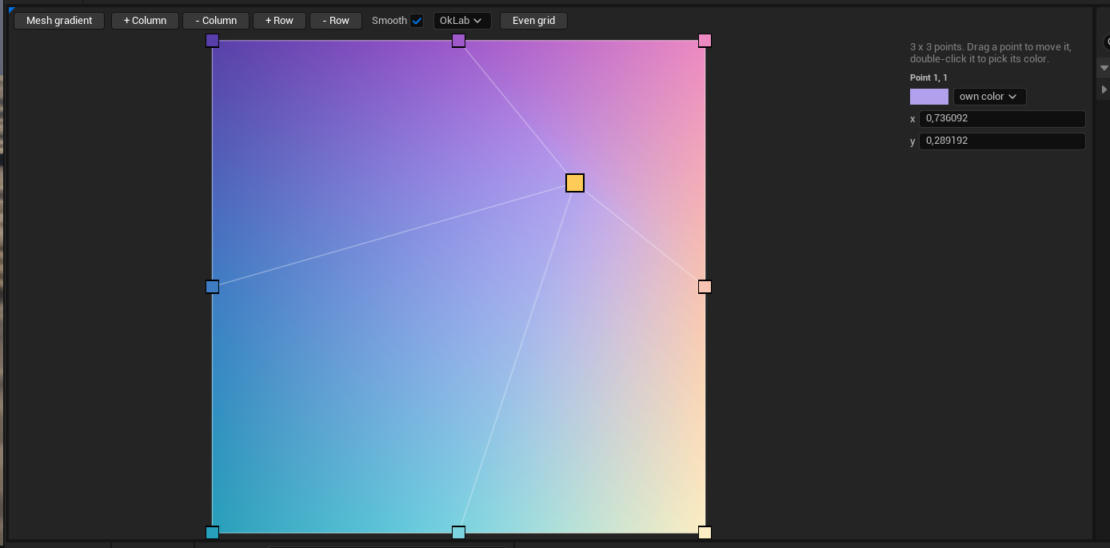 Mesh gradient + Column - Column + Row - Row Smooth OkLab Even grid
3 x 3 points. Drag a point to move it,
double-click it to pick its color.
Point 1, 1
own color
x 0,736092
y 0,289192